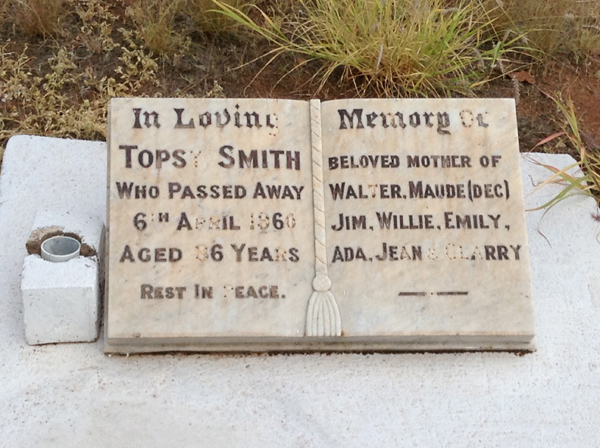 In Loving
TOPSY SMITH
WHO PASSED AWAY
6TH APRIL 1960
AGED 86 YEARS
REST IN PEACE.
Memory Of
BELOVED MOTHER OF
WALTER, MAUDE (DEC)
JIM, WILLIE, EMILY,
ADA, JEAN & CLARRY